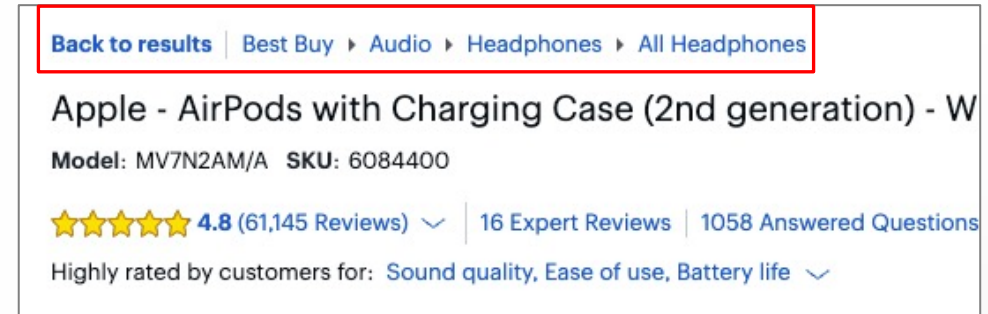 Back to results | Best Buy ▸ Audio ▸ Headphones ▸ All Headphones
Apple - AirPods with Charging Case (2nd generation) - W
Model: MV7N2AM/A SKU: 6084400
4.8 (61,145 Reviews) | 16 Expert Reviews | 1058 Answered Questions
Highly rated by customers for: Sound quality, Ease of use, Battery life